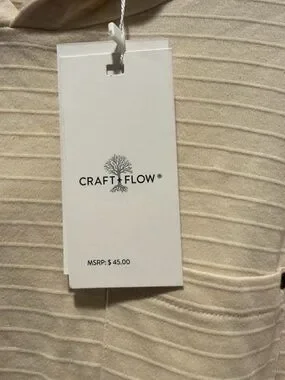 CRAFT + FLOW®
MSRP: $ 45.00